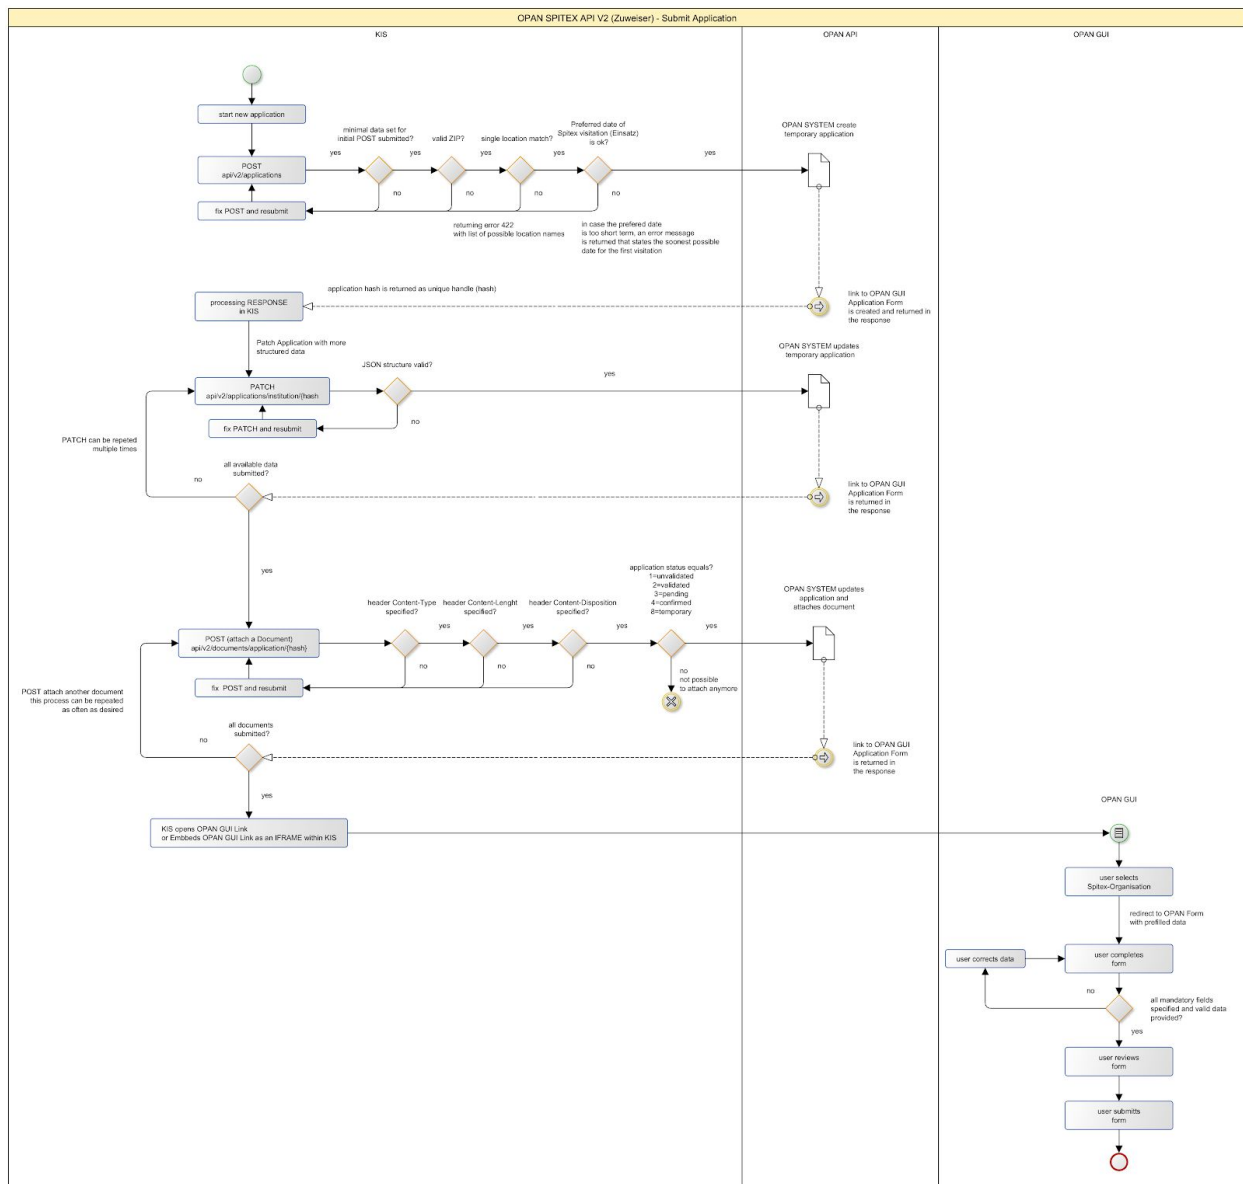 OPAN SPITEX API V2 (Zuweiser) - Submit Application
KIS
OPAN API
OPAN GUI
start new application
minimal data set for
initial POST submitted?
valid ZIP?
single location match?
Preferred date of
Spitex visitation (Einsatz)
is ok?
OPAN SYSTEM create
temporary application
yes
yes
yes
yes
yes
POST
api/v2/applications
no
no
no
no
fix POST and resubmit
returning error 422
with list of possible location names
in case the prefered date
is too short term, an error message
is returned that states the soonest possible
date for the first visitation
application hash is returned as unique handle (hash)
processing RESPONSE
in KIS
link to OPAN GUI
Application Form
is created and returned in
the response
Patch Application with more
structured data
OPAN SYSTEM updates
temporary application
JSON structure valid?
yes
PATCH
api/v2/applications/institution/{hash
no
fix PATCH and resubmit
PATCH can be repeted
multiple times
all available data
submitted?
no
link to OPAN GUI
Application Form
is returned in
the response
yes
application status equals?
1=unvalidated
2=validated
3=pending
4=confirmed
8=temporary
OPAN SYSTEM updates
application and
attaches document
header Content-Type
specified?
header Content-Lenght
specified?
header Content-Disposition
specified?
yes
yes
yes
yes
POST (attach a Document)
api/v2/documents/application/{hash}
no
no
no
no
not possible
to attach anymore
fix POST and resubmit
POST attach another document
this process can be repeated
as often as desired
all documents
submitted?
no
link to OPAN GUI
Application Form
is returned in
the response
yes
KIS opens OPAN GUI Link
or Embbeds OPAN GUI Link as an IFRAME within KIS
OPAN GUI
user selects
Spitex-Organisation
redirect to OPAN Form
with prefilled data
user corrects data
user completes
form
no
all mandatory fields
specified and valid data
provided?
yes
user reviews
form
user submitts
form